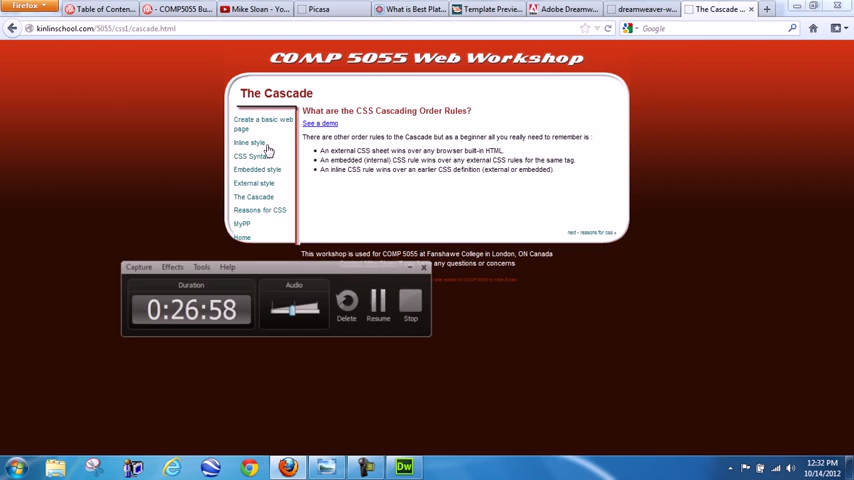 Firefox
Table of Conten...
- COMP5055 Bu...
Mike Sloan - Yo...
Picasa
What is Best Plat...
Template Previe...
Adobe Dreamw...
dreamweaver-w...
The Cascade
kinlinschool.com/5055/css1/cascade.html
Google
COMP 5055 Web Workshop
The Cascade
Create a basic web
page
Inline style
CSS Syntax
Embedded style
External style
The Cascade
Reasons for CSS
MyPP
Home
What are the CSS Cascading Order Rules?
See a demo
There are other order rules to the Cascade but as a beginner all you really need to remember is :
An external CSS sheet wins over any browser built-in HTML.
An embedded (internal) CSS rule wins over any external CSS rules for the same tag.
An inline CSS rule wins over an earlier CSS definition (external or embedded).
next - reasons for css »
This workshop is used for COMP 5055 at Fanshawe College in London, ON Canada
any questions or concerns
Capture Effects Tools Help
Duration
0:26:58
Audio
Delete Resume Stop
Dw
12:32 PM
10/14/2012